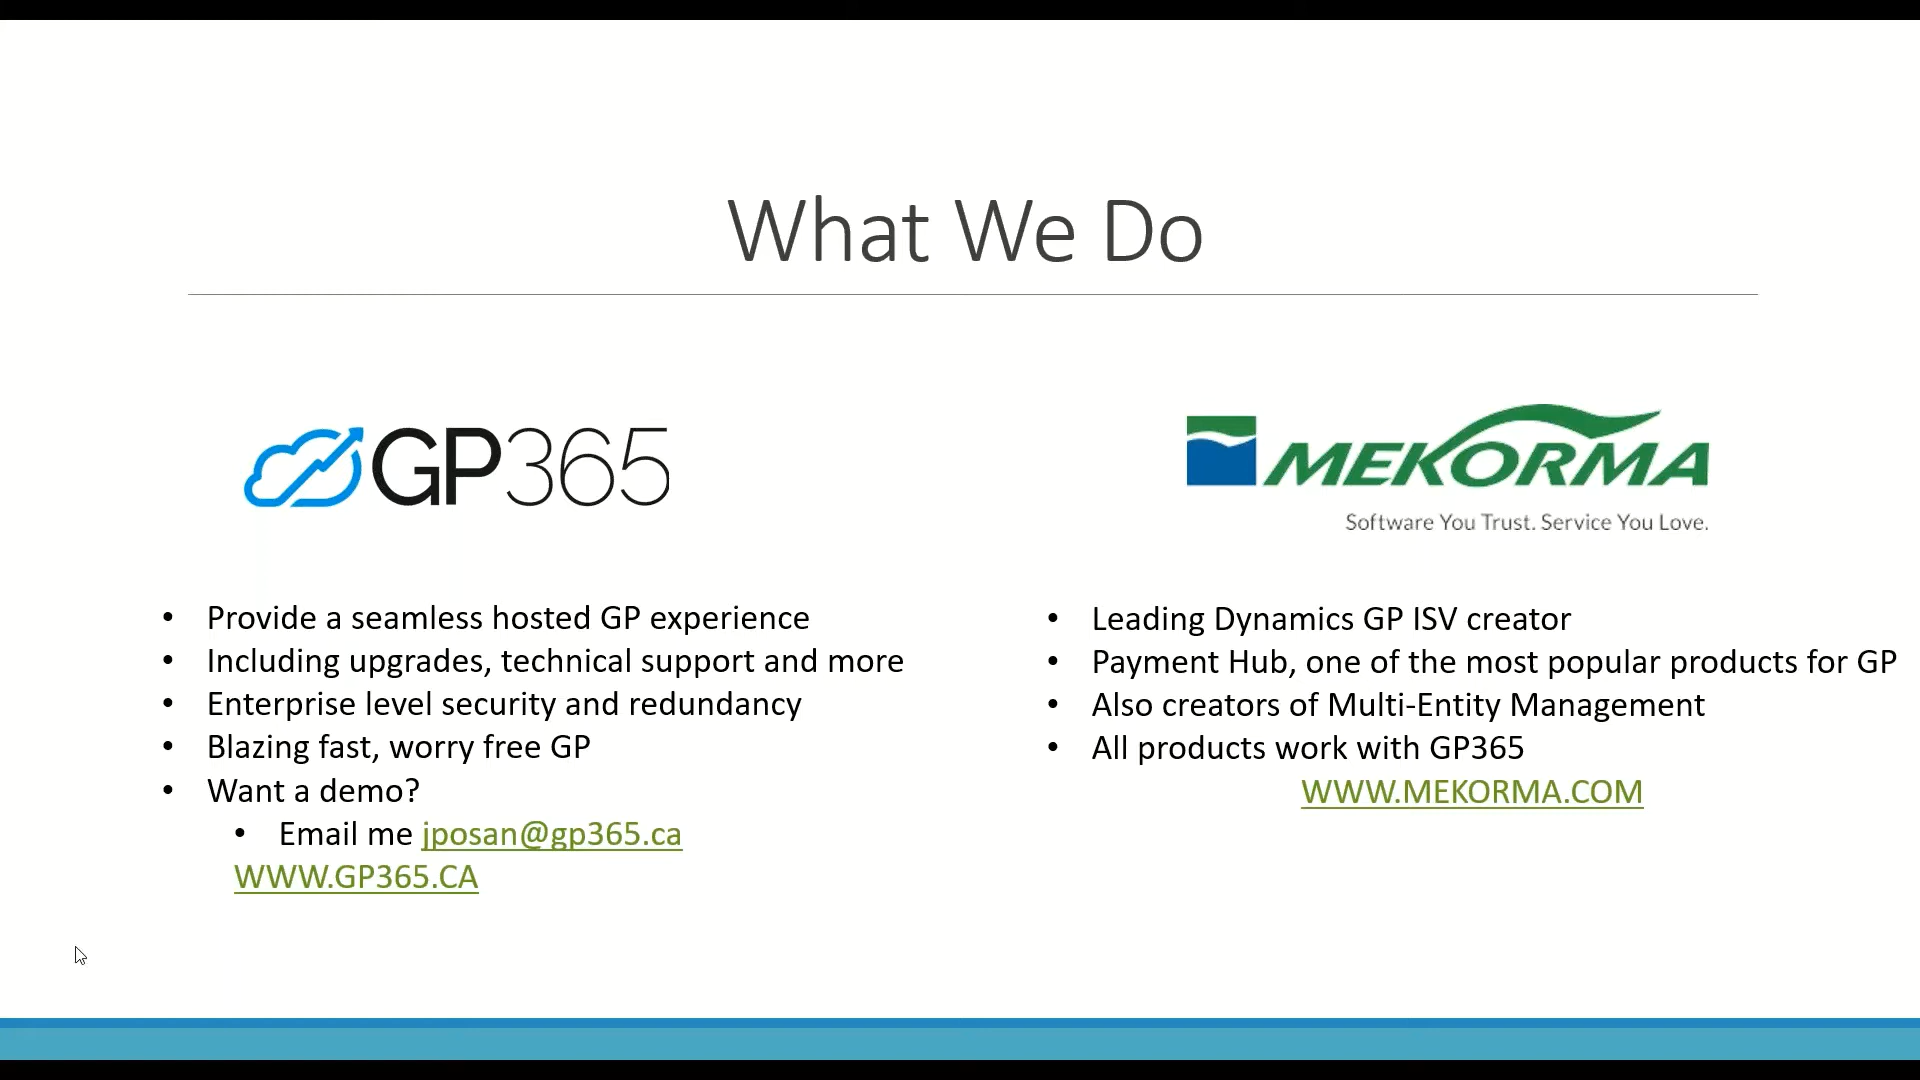 What We Do
GP365
• Provide a seamless hosted GP experience
• Including upgrades, technical support and more
• Enterprise level security and redundancy
• Blazing fast, worry free GP
• Want a demo?
• Email me jposan@gp365.ca
WWW.GP365.CA
MEKORMA
Software You Trust. Service You Love.
• Leading Dynamics GP ISV creator
• Payment Hub, one of the most popular products for GP
• Also creators of Multi-Entity Management
• All products work with GP365
WWW.MEKORMA.COM